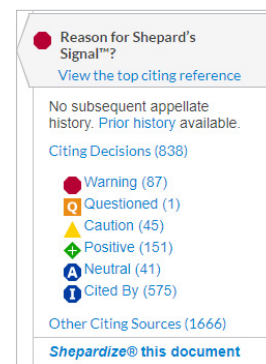 Reason for Shepard's
Signal™?
View the top citing reference
No subsequent appellate
history. Prior history available.
Citing Decisions (838)
Warning (87)
Q Questioned (1)
Caution (45)
Positive (151)
A Neutral (41)
I Cited By (575)
Other Citing Sources (1666)
Shepardize® this document